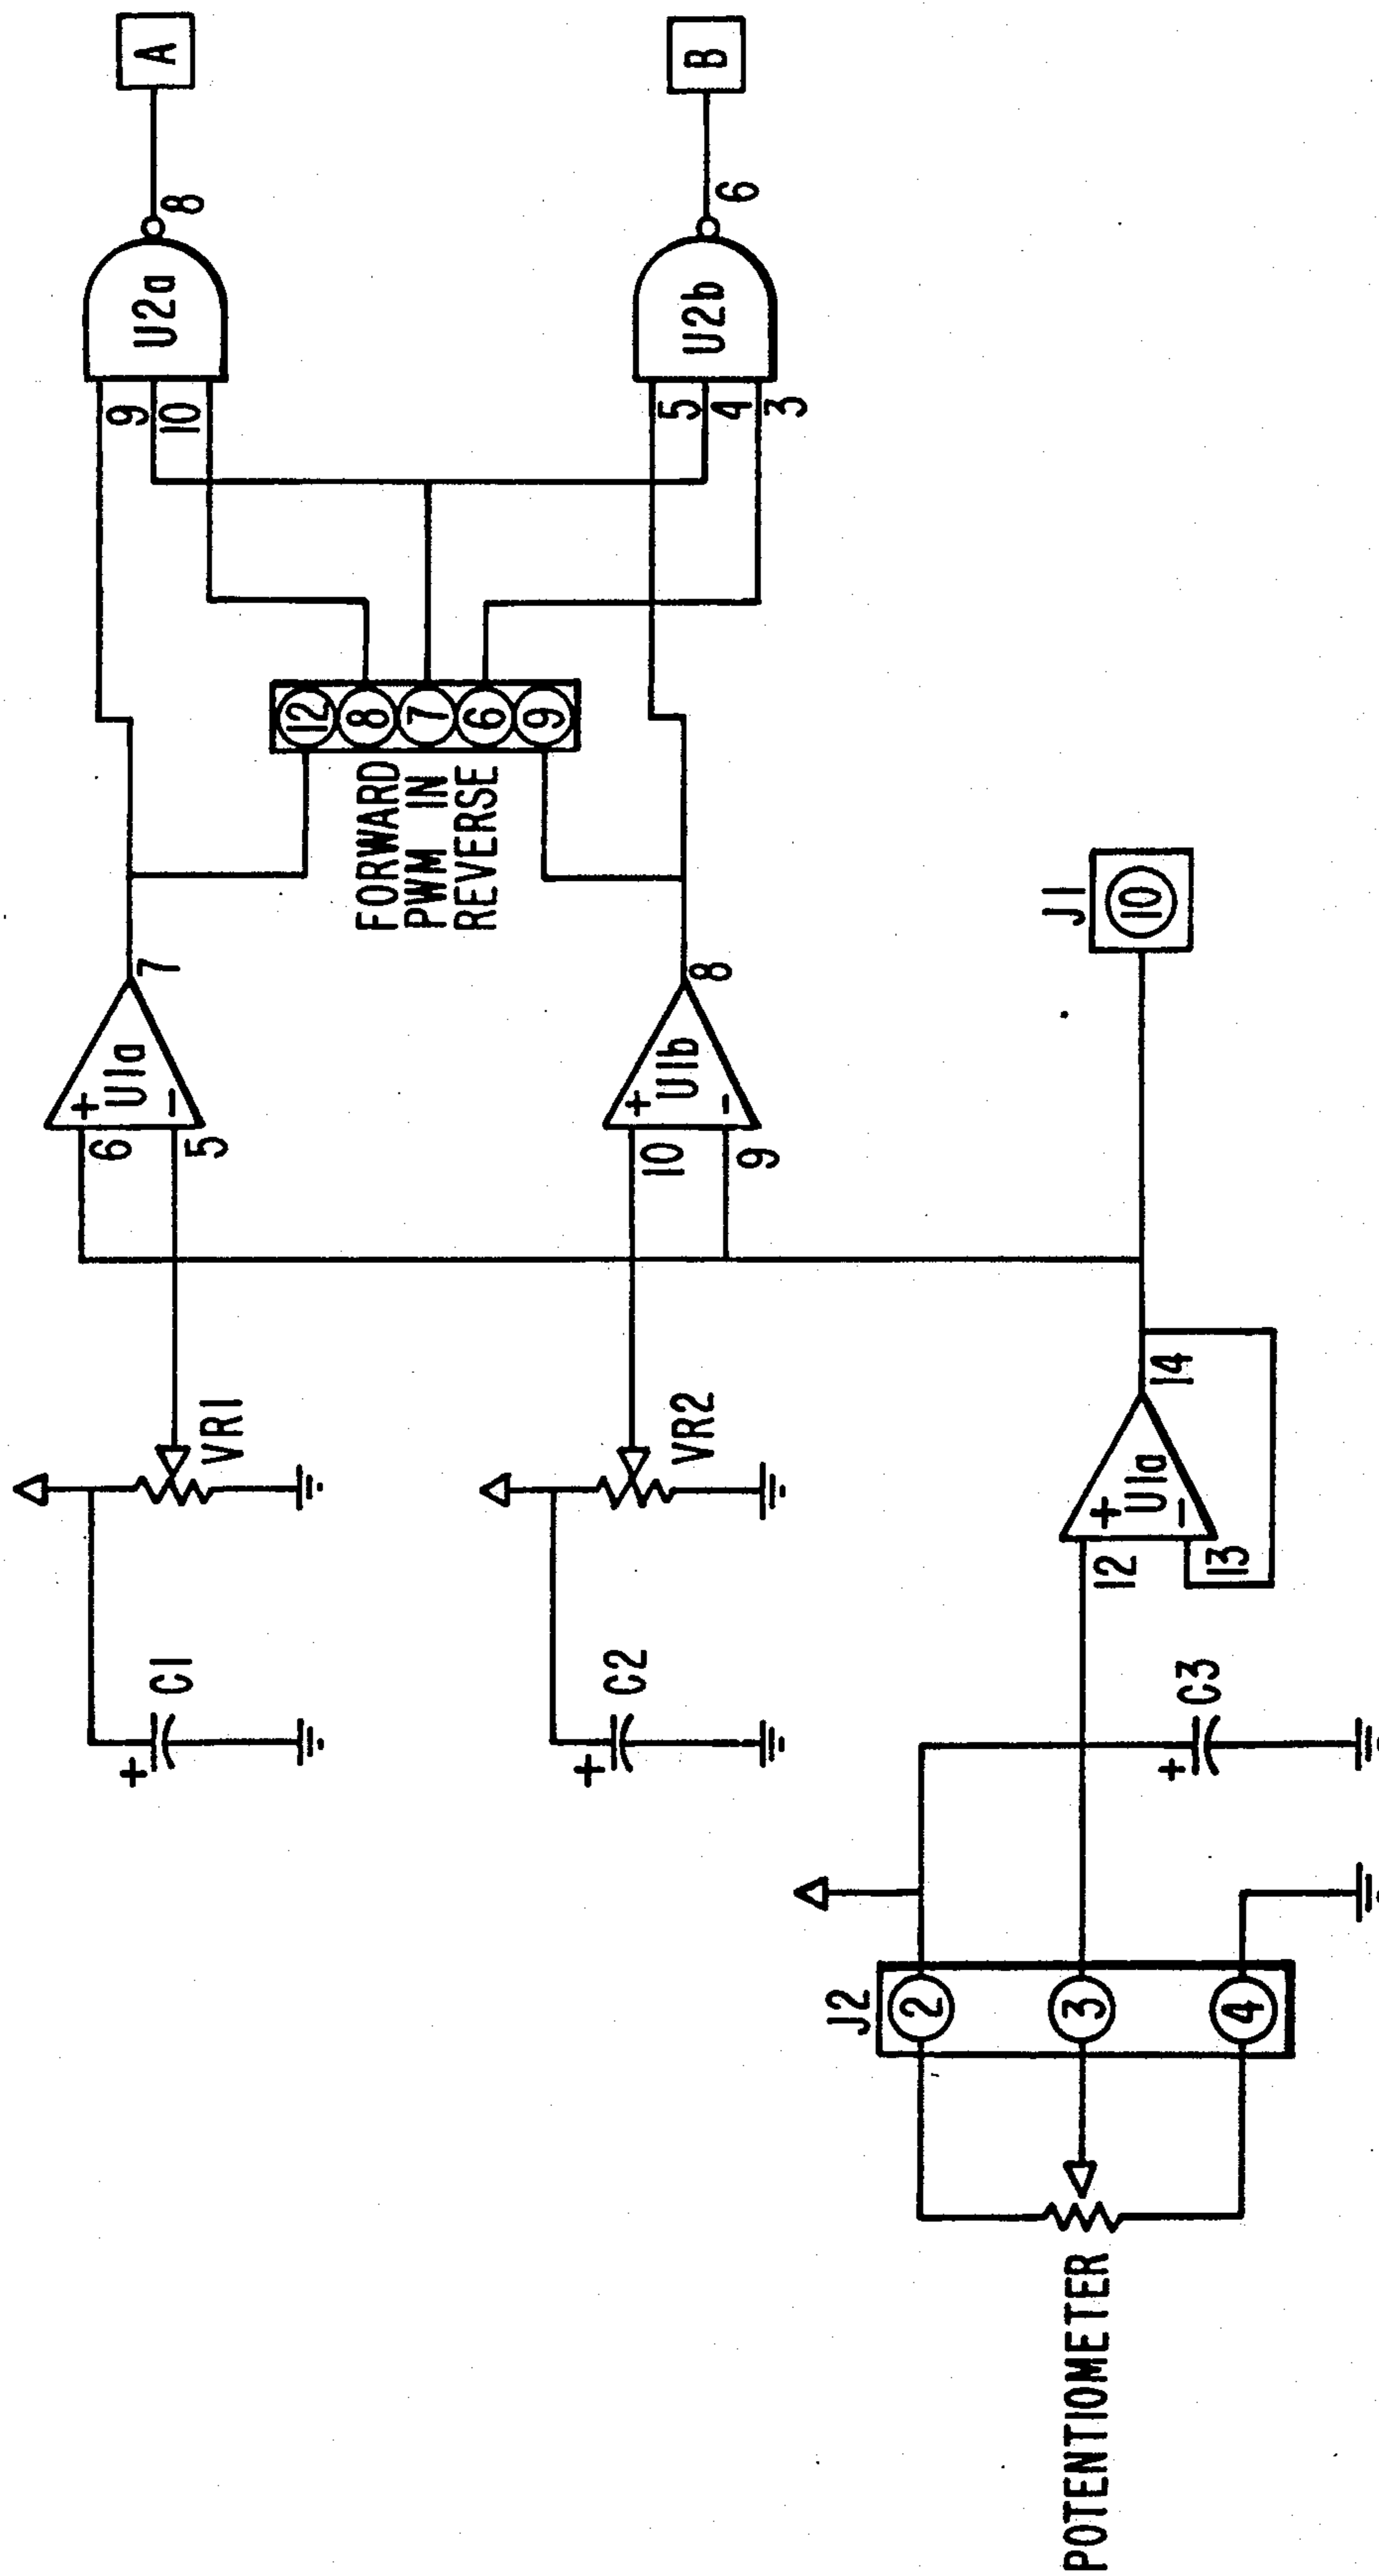 +
C1
VR1
6
5
+
−
U1a
7
9
10
U2a
8
A
12
8
7
6
9
FORWARD
PWM IN
REVERSE
+
C2
VR2
10
9
+
-
U1b
8
5
4
3
U2b
6
B
POTENTIOMETER
J2
2
3
4
+
C3
12
13
+
−
U1a
14
J1
10